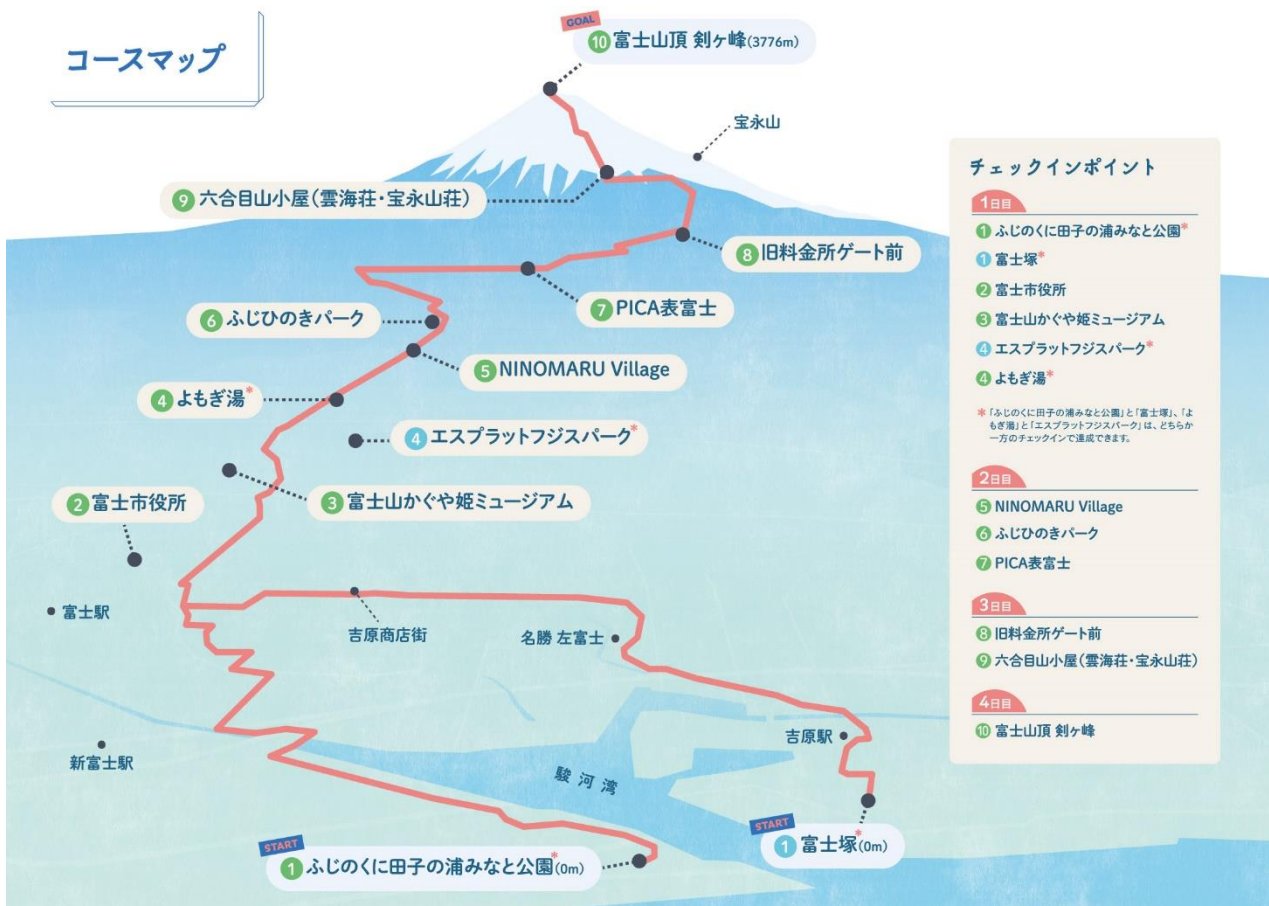 コースマップ
GOAL
10 富士山頂 剣ヶ峰(3776m)
宝永山
9 六合目山小屋(雲海荘・宝永山荘)
8 旧料金所ゲート前
7 PICA表富士
6 ふじひのきパーク
5 NINOMARU Village
4 よもぎ湯*
4 エスプラットフジスパーク*
3 富士山かぐや姫ミュージアム
2 富士市役所
富士駅
吉原商店街
名勝 左富士
吉原駅
新富士駅
駿河湾
START
1 富士塚*(0m)
START
1 ふじのくに田子の浦みなと公園*(0m)
チェックインポイント
1日目
1 ふじのくに田子の浦みなと公園*
1 富士塚*
2 富士市役所
3 富士山かぐや姫ミュージアム
4 エスプラットフジスパーク*
4 よもぎ湯*
*「ふじのくに田子の浦みなと公園」と「富士塚」、「よ
もぎ湯」と「エスプラットフジスパーク」は、どちらか
一方のチェックインで達成できます。
2日目
5 NINOMARU Village
6 ふじひのきパーク
7 PICA表富士
3日目
8 旧料金所ゲート前
9 六合目山小屋(雲海荘・宝永山荘)
4日目
10 富士山頂 剣ヶ峰